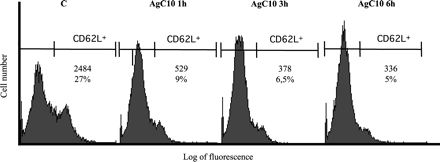 C AgC10 1h AgC10 3h AgC10 6h
CD62L+ CD62L+ CD62L+ CD62L+
2484 529 378 336
27% 9% 6,5% 5%
Cell number
Log of fluorescence